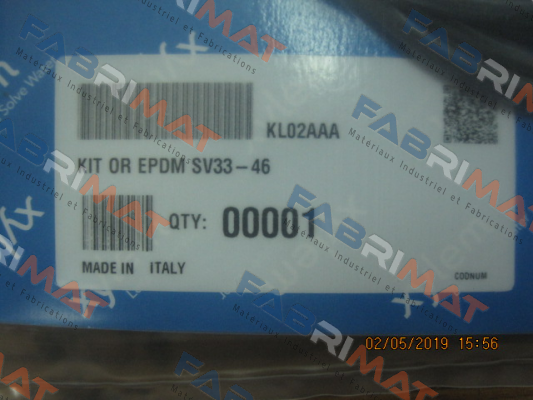 KL02AAA
KIT OR EPDM SV33-46
QTY: 00001
MADE IN ITALY
CODNUM
02/05/2019 15:56
FABRIMAT
Matériaux Industriel et Fabrications